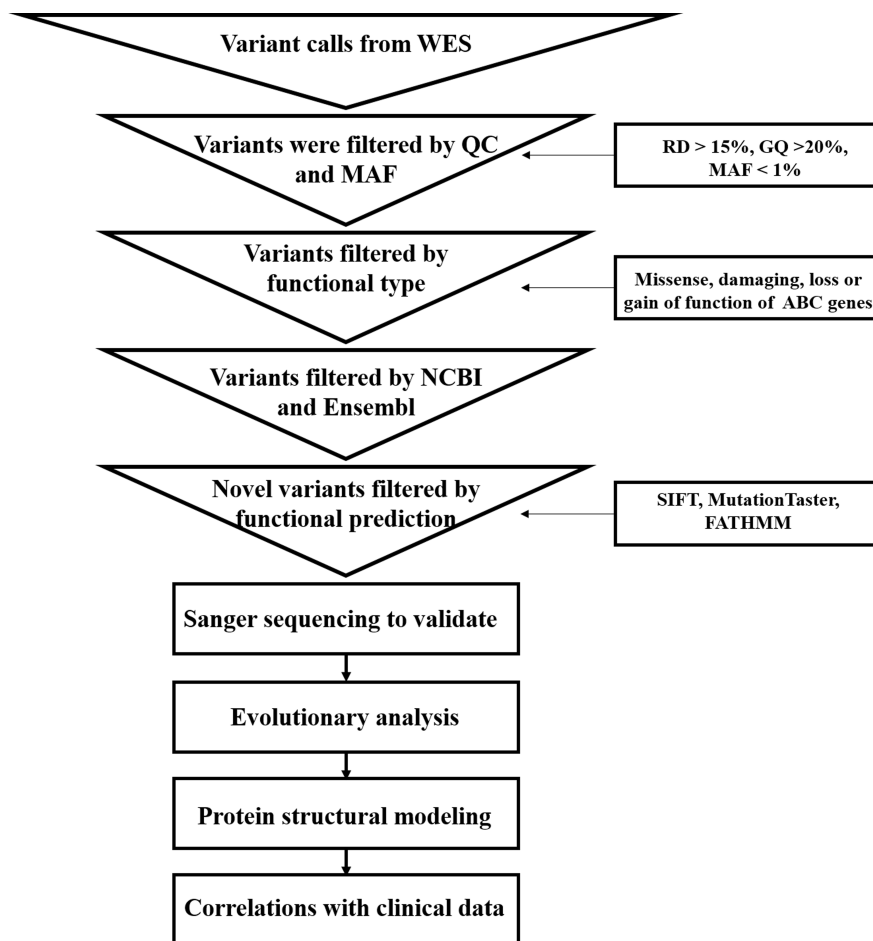 Variant calls from WES
Variants were filtered by QC
and MAF
RD > 15%, GQ >20%,
MAF < 1%
Variants filtered by
functional type
Missense, damaging, loss or
gain of function of ABC genes
Variants filtered by NCBI
and Ensembl
Novel variants filtered by
functional prediction
SIFT, MutationTaster,
FATHMM
Sanger sequencing to validate
Evolutionary analysis
Protein structural modeling
Correlations with clinical data